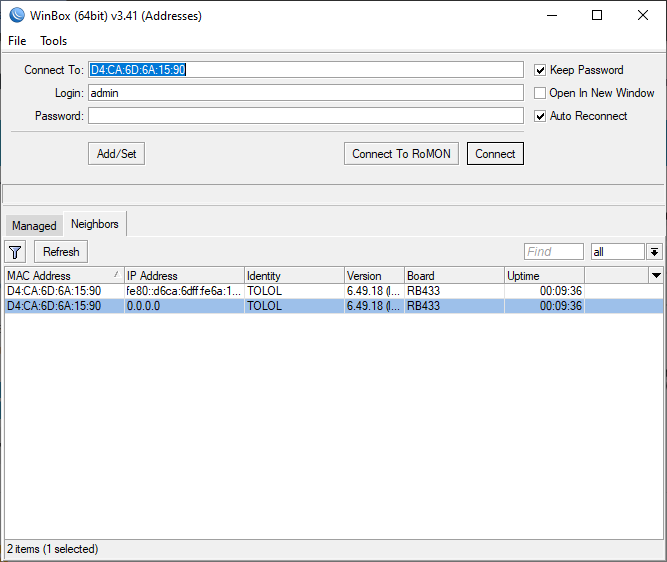 WinBox (64bit) v3.41 (Addresses)
File Tools
Connect To: D4:CA:6D:6A:15:90
Keep Password
Login: admin
Open In New Window
Password:
Auto Reconnect
Add/Set Connect To RoMON Connect
Managed Neighbors
Refresh Find all
MAC Address / IP Address Identity Version Board Uptime
D4:CA:6D:6A:15:90 fe80::d6ca:6dff:fe6a:1... TOLOL 6.49.18 (l... RB433 00:09:36
D4:CA:6D:6A:15:90 0.0.0.0 TOLOL 6.49.18 (l... RB433 00:09:36
2 items (1 selected)